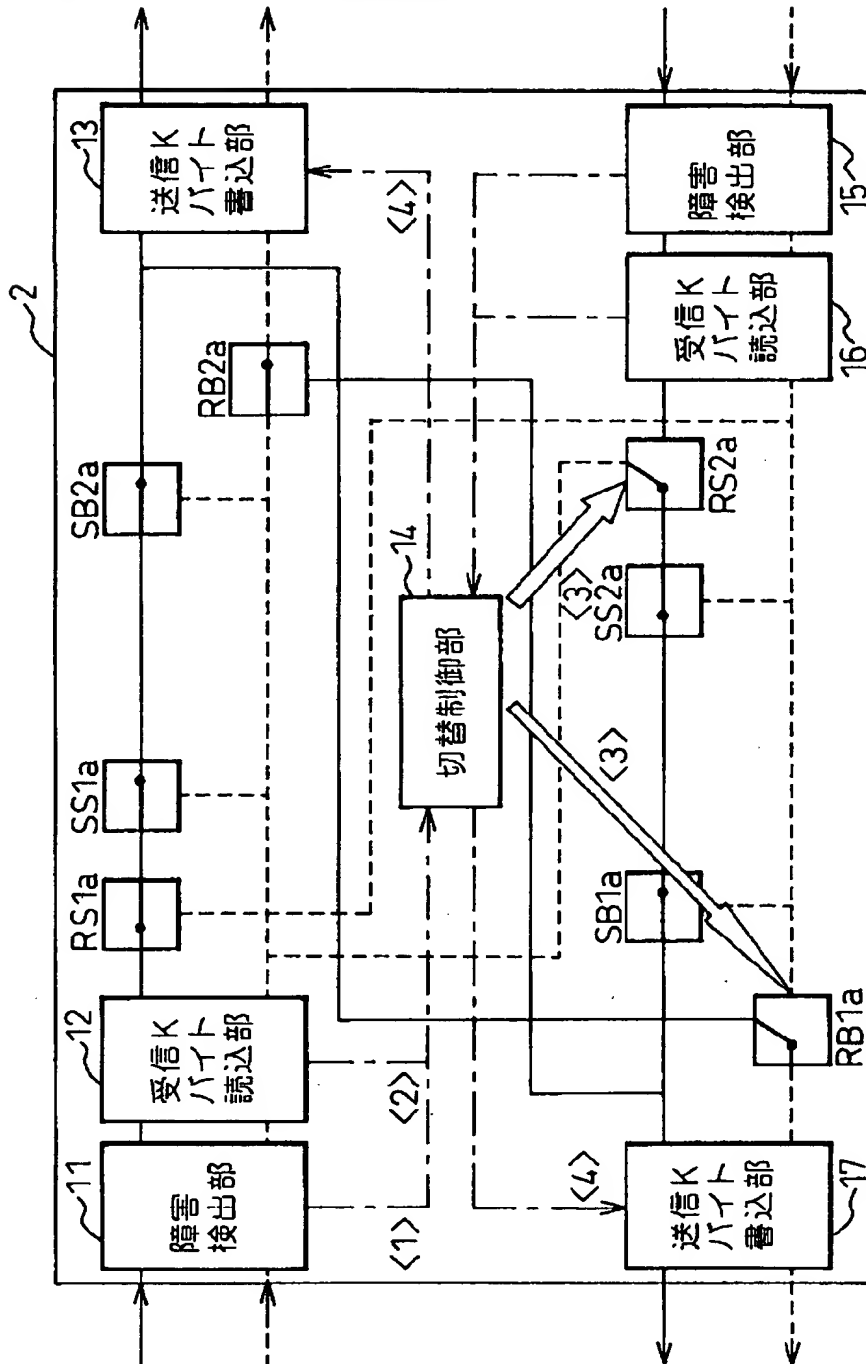 2
11
障害
検出部
12
受信K
バイト
読込部
RS1a
SS1a
SB2a
RB2a
13
送信K
バイト
書込部
<1>
<2>
<4>
14
切替制御部
<3>
<3>
<4>
17
送信K
バイト
書込部
RB1a
SB1a
SS2a
RS2a
16
受信K
バイト
読込部
15
障害
検出部